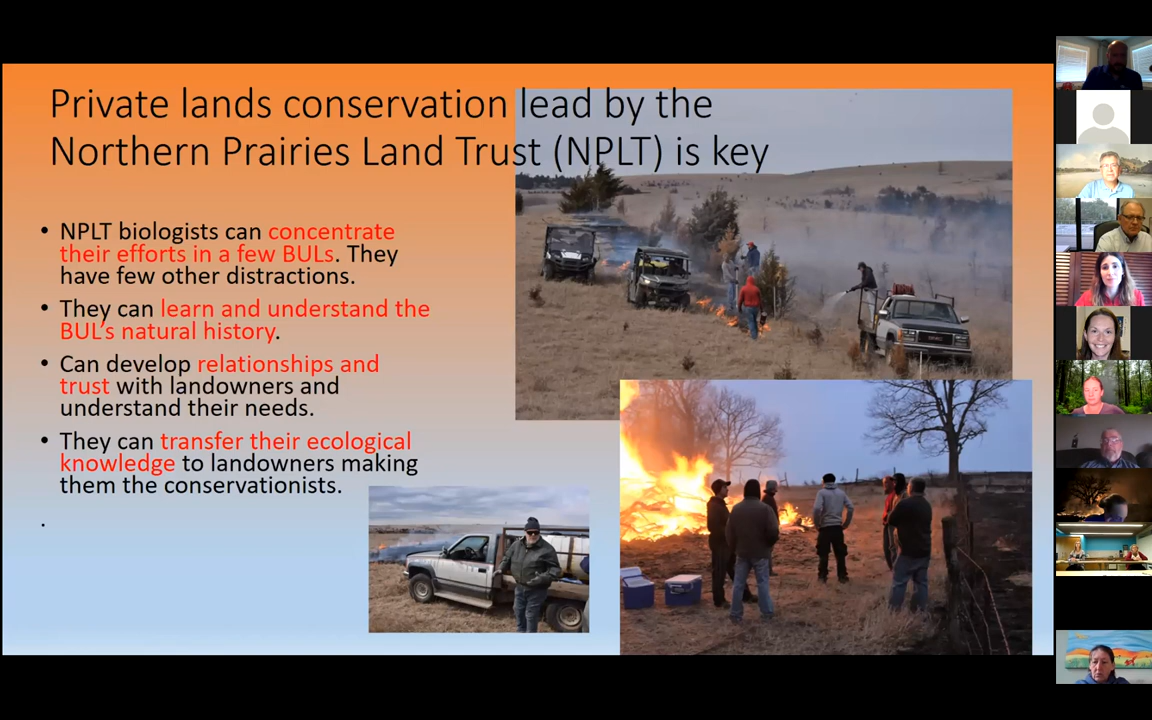 Private lands conservation lead by the
Northern Prairies Land Trust (NPLT) is key
• NPLT biologists can concentrate
their efforts in a few BULs. They
have few other distractions.
• They can learn and understand the
BUL's natural history.
• Can develop relationships and
trust with landowners and
understand their needs.
• They can transfer their ecological
knowledge to landowners making
them the conservationists.
.